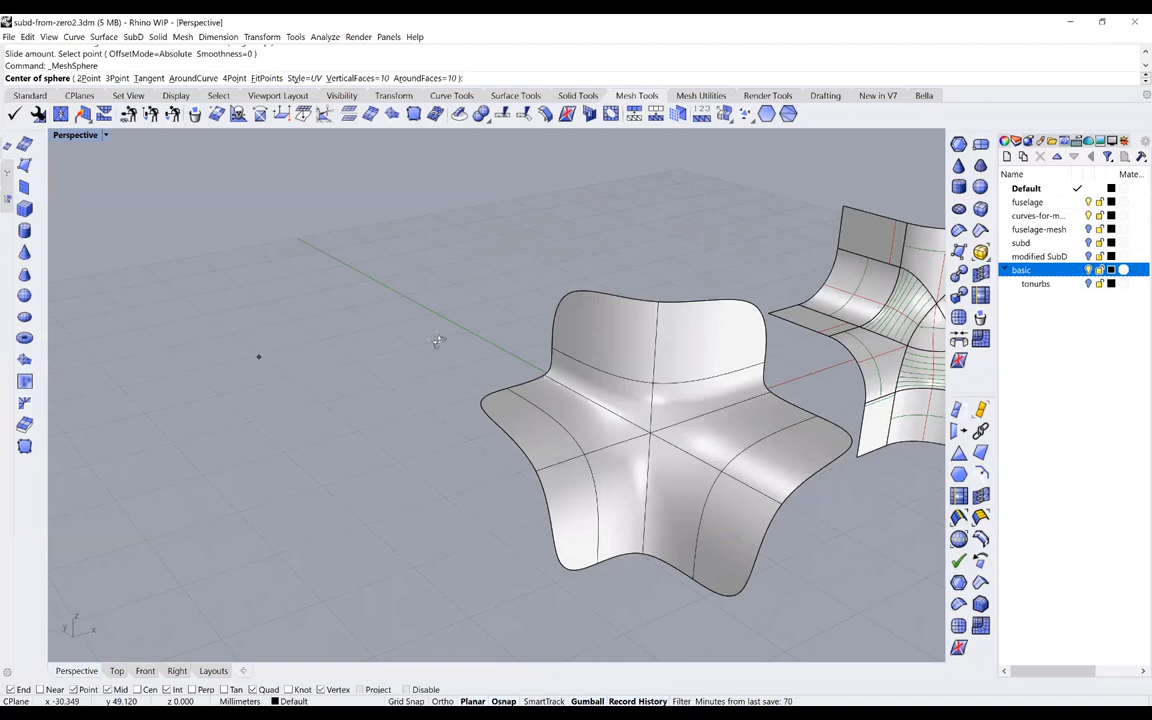 subd-from-zero2.3dm (5 MB) - Rhino WIP - [Perspective]
File Edit View Curve Surface SubD Solid Mesh Dimension Transform Tools Analyze Render Panels Help
Slide amount. Select point ( OffsetMode=Absolute Smoothness=0 )
Command: _MeshSphere
Center of sphere ( 2Point 3Point Tangent AroundCurve 4Point FitPoints Style=UV VerticalFaces=10 AroundFaces=10 ):
Standard CPlanes Set View Display Select Viewport Layout Visibility Transform Curve Tools Surface Tools Solid Tools Mesh Tools Mesh Utilities Render Tools Drafting New in V7 Bella
Perspective
Name Mate...
Default
fuselage
curves-for-m...
fuselage-mesh
subd
modified SubD
basic
tonurbs
z
y x
Perspective Top Front Right Layouts
End Near Point Mid Cen Int Perp Tan Quad Knot Vertex Project Disable
CPlane x -30.349 y 49.120 z 0.000 Millimeters Default Grid Snap Ortho Planar Osnap SmartTrack Gumball Record History Filter Minutes from last save: 70